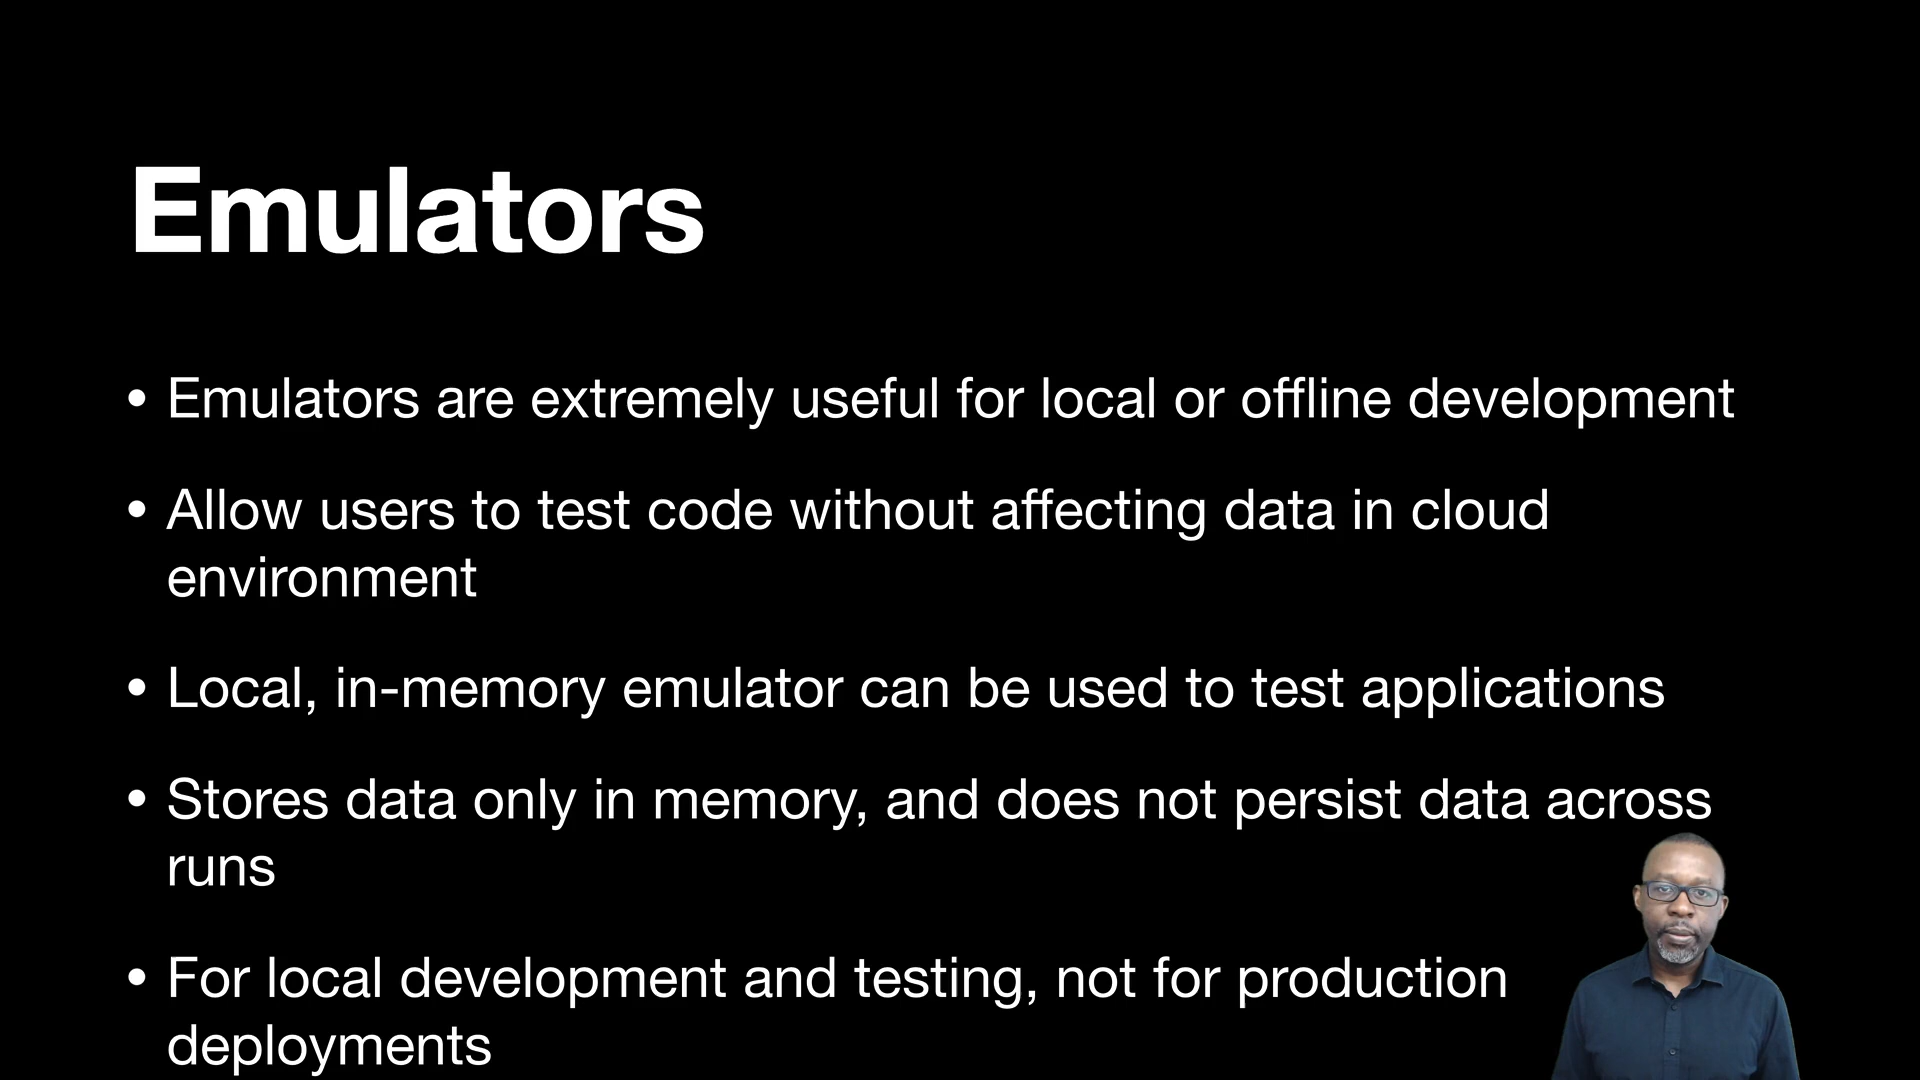 Emulators
• Emulators are extremely useful for local or offline development
• Allow users to test code without affecting data in cloud
environment
• Local, in-memory emulator can be used to test applications
• Stores data only in memory, and does not persist data across
runs
• For local development and testing, not for production
deployments